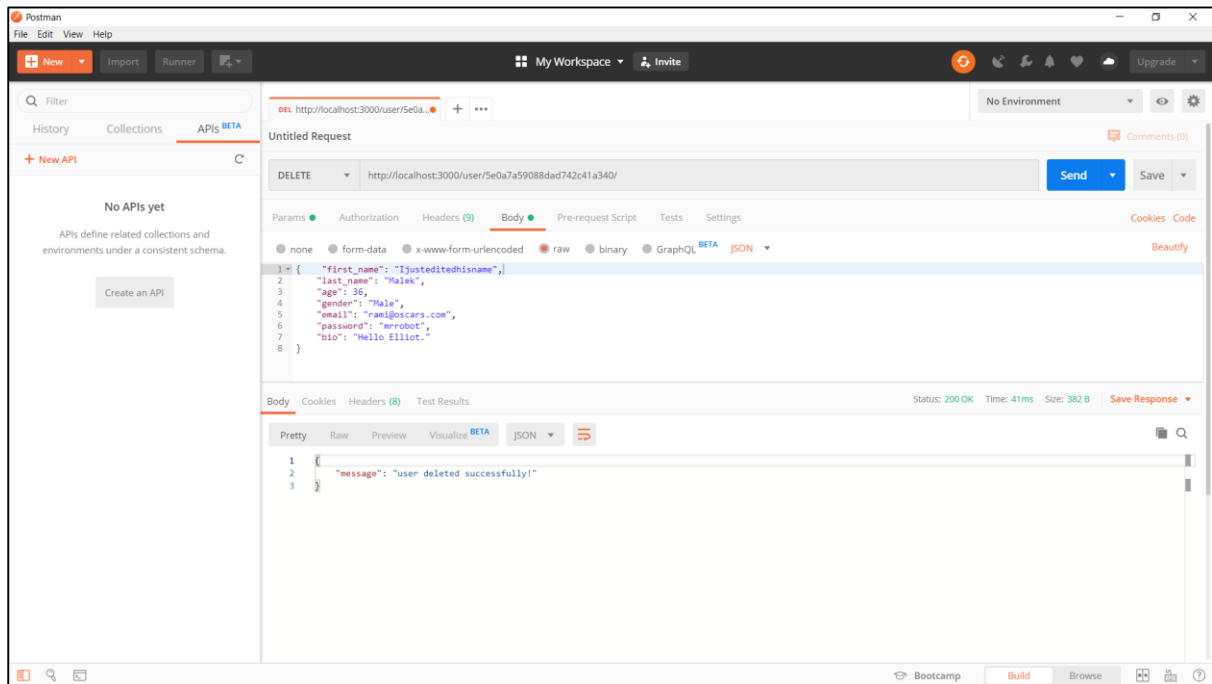 Postman
File Edit View Help
New Import Runner My Workspace Invite Upgrade
Filter
History Collections APIs BETA
+ New API
No APIs yet
APIs define related collections and
environments under a consistent schema.
Create an API
DEL http://localhost:3000/user/5e0a... + ••• No Environment
Untitled Request Comments (0)
DELETE http://localhost:3000/user/5e0a7a59088dad742c41a340/ Send Save
Params Authorization Headers (9) Body Pre-request Script Tests Settings Cookies Code
none form-data x-www-form-urlencoded raw binary GraphQL BETA JSON Beautify
1 { "first_name": "Ijusteditedhisname",
2 "last_name": "Malek",
3 "age": 36,
4 "gender": "Male",
5 "email": "rami@oscars.com",
6 "password": "mrrobot",
7 "bio": "Hello Elliot."
8 }
Body Cookies Headers (8) Test Results Status: 200 OK Time: 41ms Size: 382 B Save Response
Pretty Raw Preview Visualize BETA JSON
1 {
2 "message": "user deleted successfully!"
3 }
Bootcamp Build Browse